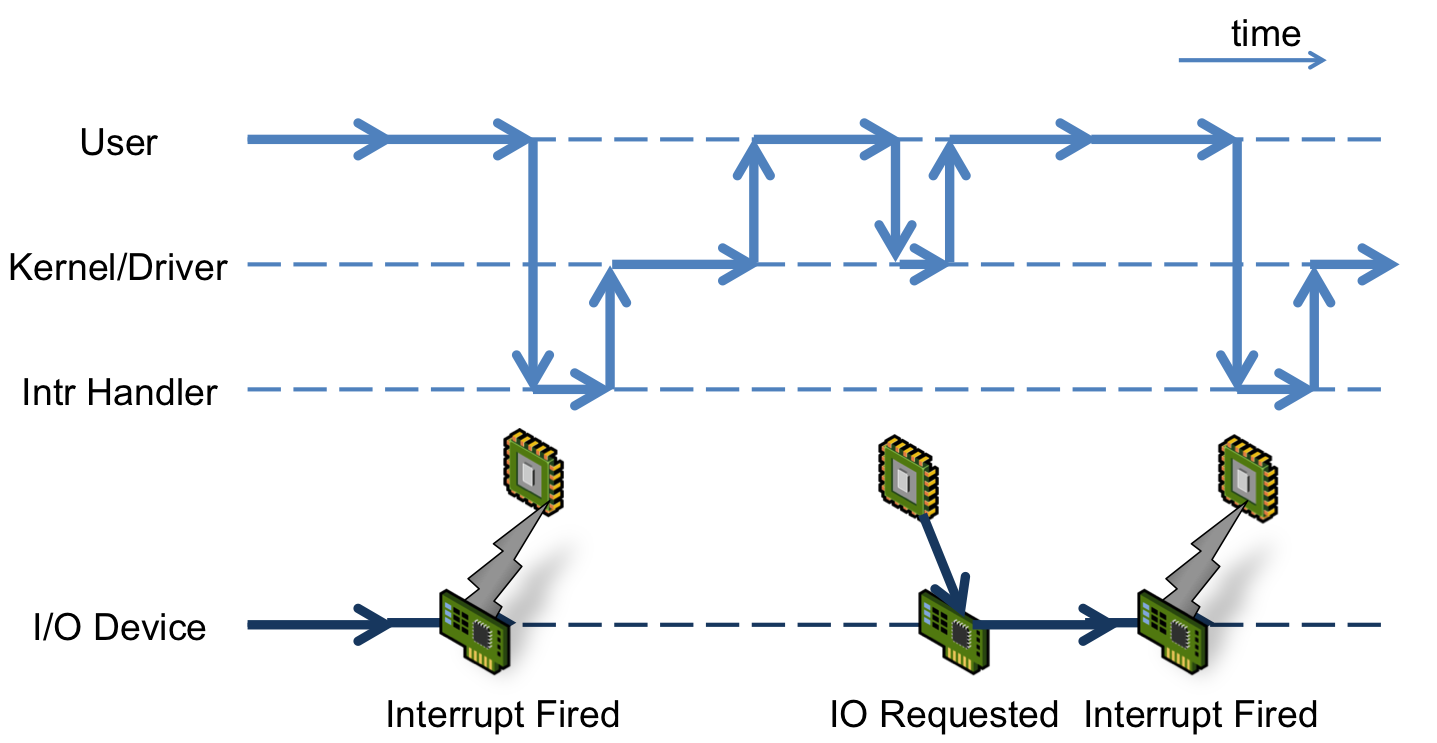 time
User
Kernel/Driver
Intr Handler
I/O Device
Interrupt Fired
IO Requested
Interrupt Fired